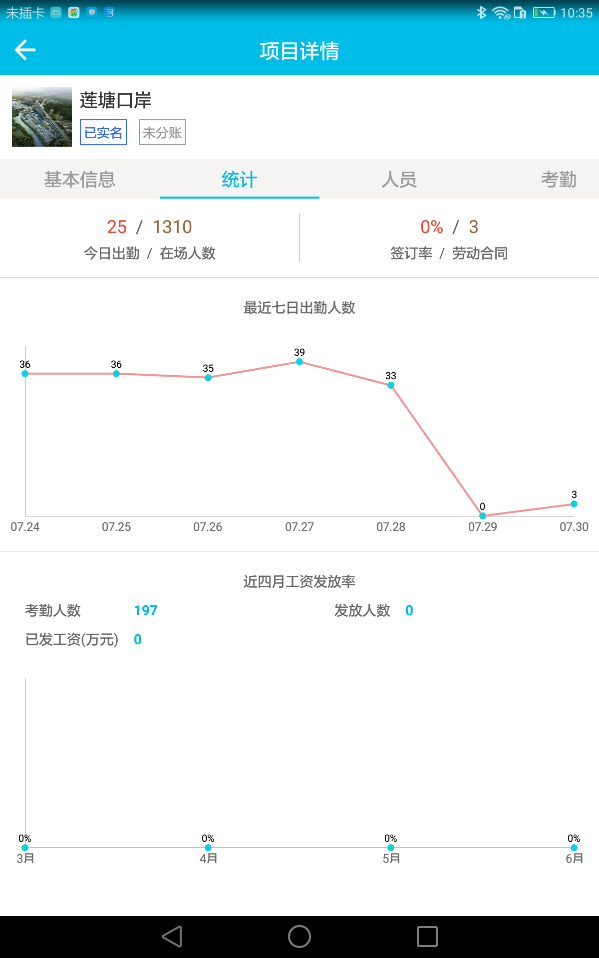 未插卡 10:35
项目详情
莲塘口岸
已实名 未分账
基本信息 统计 人员 考勤
25 / 1310 0% / 3
今日出勤 / 在场人数 签订率 / 劳动合同
最近七日出勤人数
36 36 35 39 33 0 3
07.24 07.25 07.26 07.27 07.28 07.29 07.30
近四月工资发放率
考勤人数 197 发放人数 0
已发工资(万元) 0
0% 0% 0% 0%
3月 4月 5月 6月